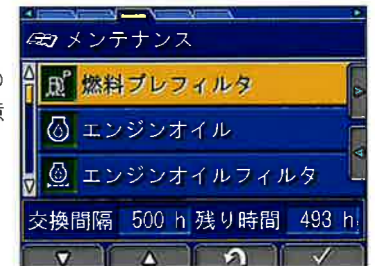 メンテナンス
燃料プレフィルタ
エンジンオイル
エンジンオイルフィルタ
交換間隔 500 h 残り時間 493 h